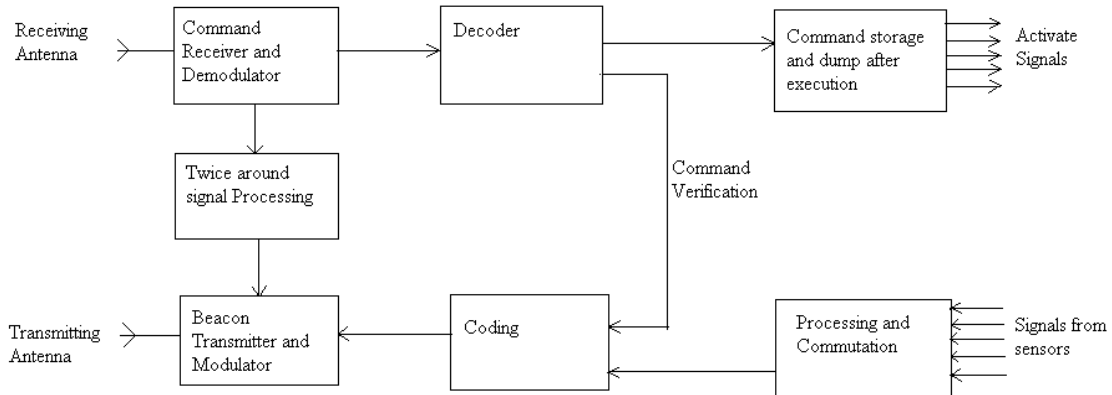 Receiving
Antenna
Command
Receiver and
Demodulator
Decoder
Command storage
and dump after
execution
Activate
Signals
Twice around
signal Processing
Command
Verification
Transmitting
Antenna
Beacon
Transmitter and
Modulator
Coding
Processing and
Commutation
Signals from
sensors